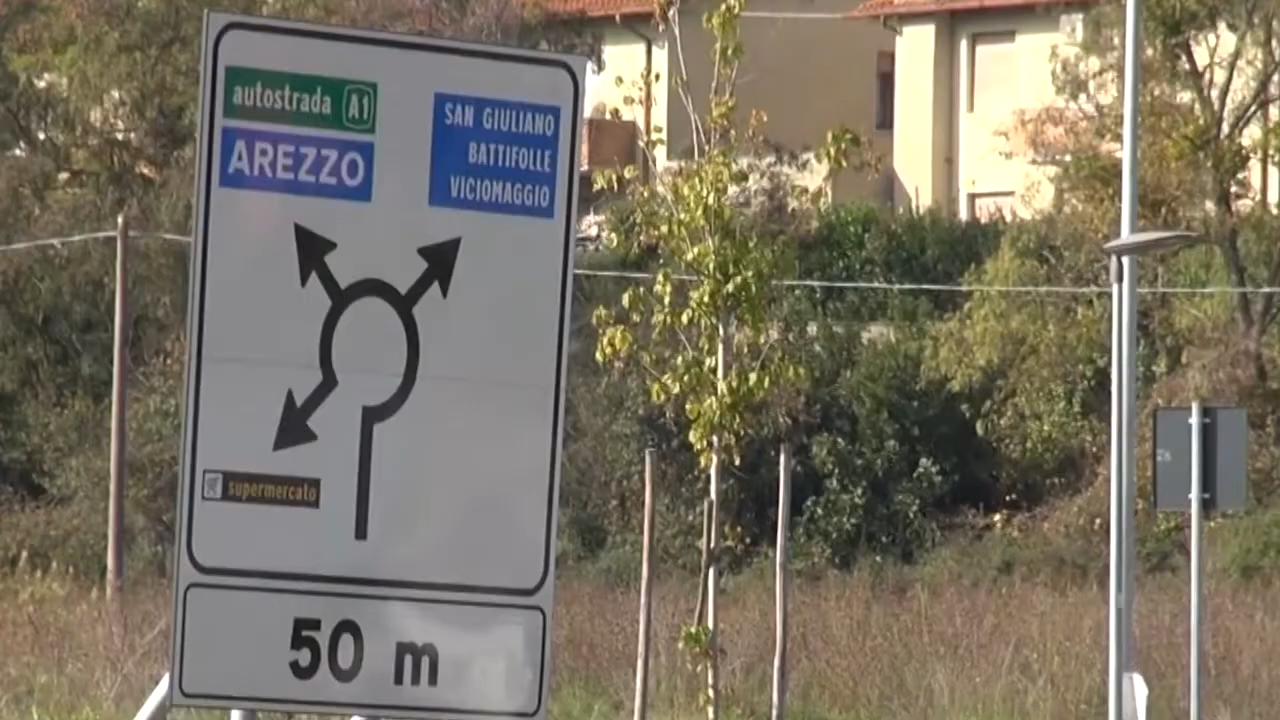 autostrada A1
AREZZO
SAN GIULIANO
BATTIFOLLE
VICIOMAGGIO
supermercato
50 m